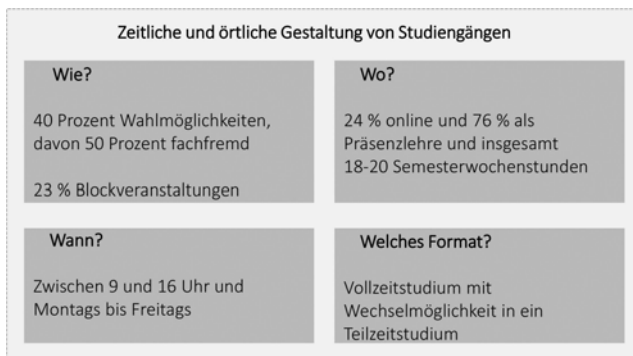 Zeitliche und örtliche Gestaltung von Studiengängen
Wie?
40 Prozent Wahlmöglichkeiten,
davon 50 Prozent fachfremd
23 % Blockveranstaltungen
Wo?
24 % online und 76 % als
Präsenzlehre und insgesamt
18-20 Semesterwochenstunden
Wann?
Zwischen 9 und 16 Uhr und
Montags bis Freitags
Welches Format?
Vollzeitstudium mit
Wechselmöglichkeit in ein
Teilzeitstudium